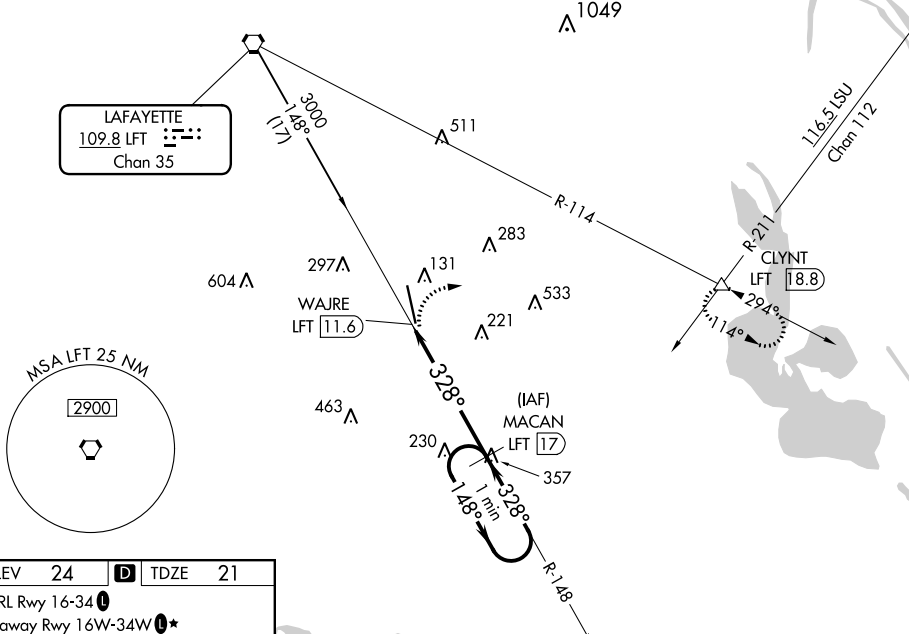 1049
LAFAYETTE
109.8 LFT
Chan 35
3000
148°
(17)
511
116.5 LSU
Chan 112
R-114
R-211
CLYNT
LFT 18.8
294°
114°
283
131
297
604
533
221
WAJRE
LFT 11.6
328°
MSA LFT 25 NM
2900
463
(IAF)
MACAN
LFT 17
230
357
1 min
148°
328°
R-148
EV 24 D TDZE 21
RL Rwy 16-34 L
away Rwy 16W-34W L★